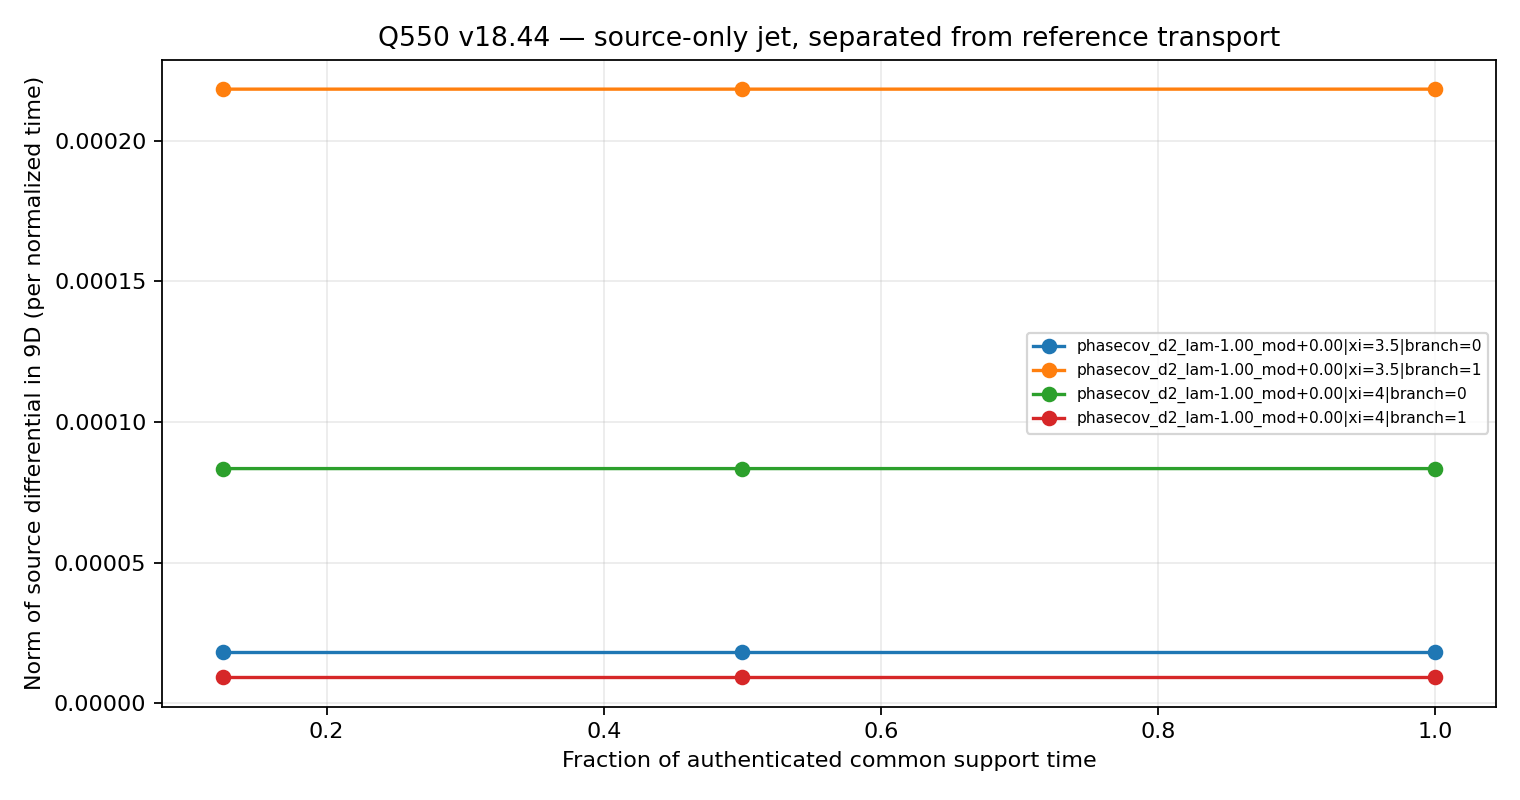 Q550 v18.44 — source-only jet, separated from reference transport
Norm of source differential in 9D (per normalized time)
0.00020
0.00015
0.00010
0.00005
0.00000
phasecov_d2_lam-1.00_mod+0.00|xi=3.5|branch=0
phasecov_d2_lam-1.00_mod+0.00|xi=3.5|branch=1
phasecov_d2_lam-1.00_mod+0.00|xi=4|branch=0
phasecov_d2_lam-1.00_mod+0.00|xi=4|branch=1
0.2 0.4 0.6 0.8 1.0
Fraction of authenticated common support time